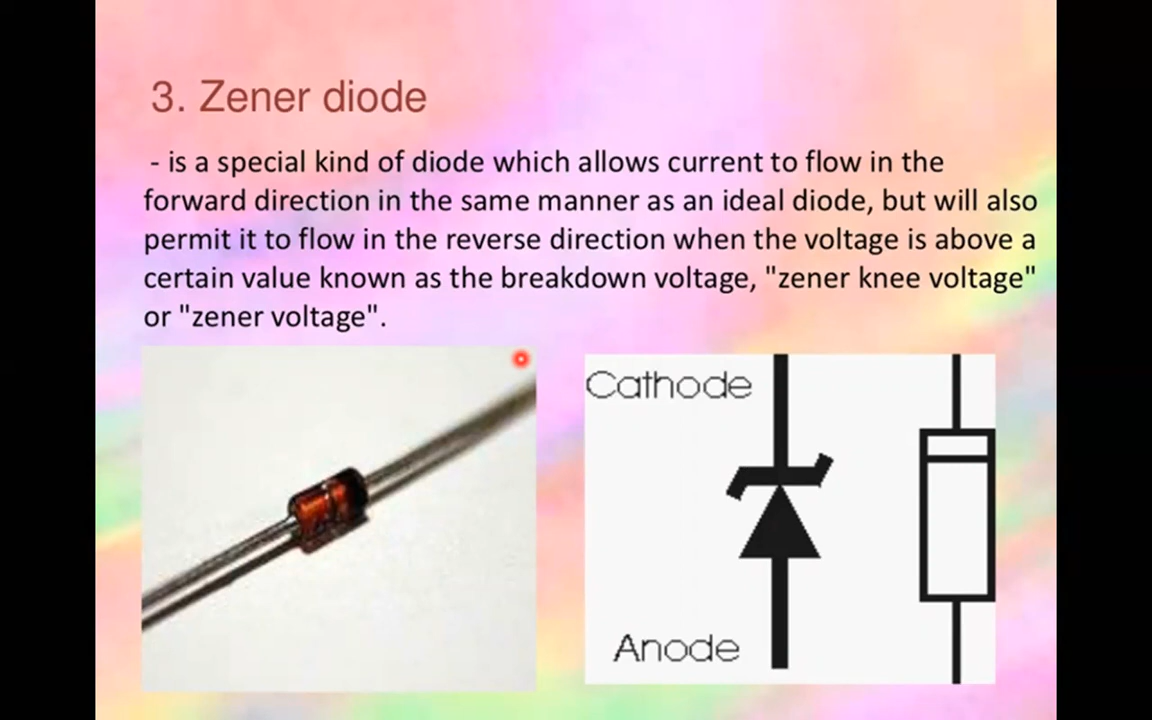 3. Zener diode
- is a special kind of diode which allows current to flow in the
forward direction in the same manner as an ideal diode, but will also
permit it to flow in the reverse direction when the voltage is above a
certain value known as the breakdown voltage, "zener knee voltage"
or "zener voltage".
Cathode
Anode